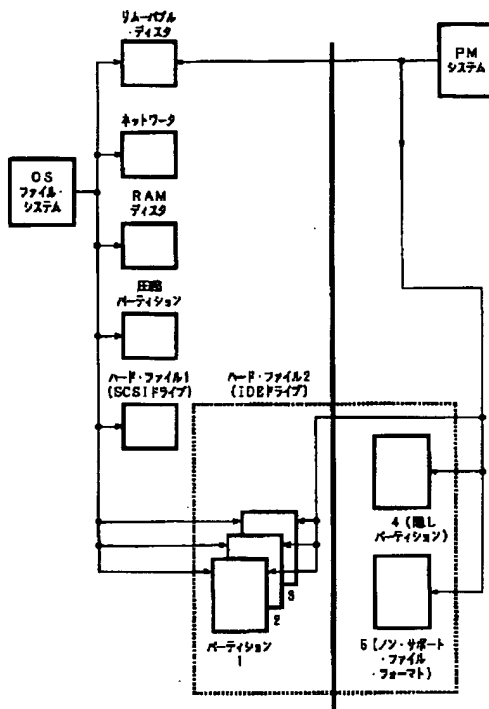 リムーバブル
・ディスク
PM
システム
ネットワーク
OS
ファイル・
システム
RAM
ディスク
圧縮
パーティション
ハード・ファイル1
(SCSIドライブ)
ハード・ファイル2
(IDEドライブ)
4(隠し
パーティション)
3
2
パーティション
1
5(ノン・サポート
・ファイル
・フォーマト)